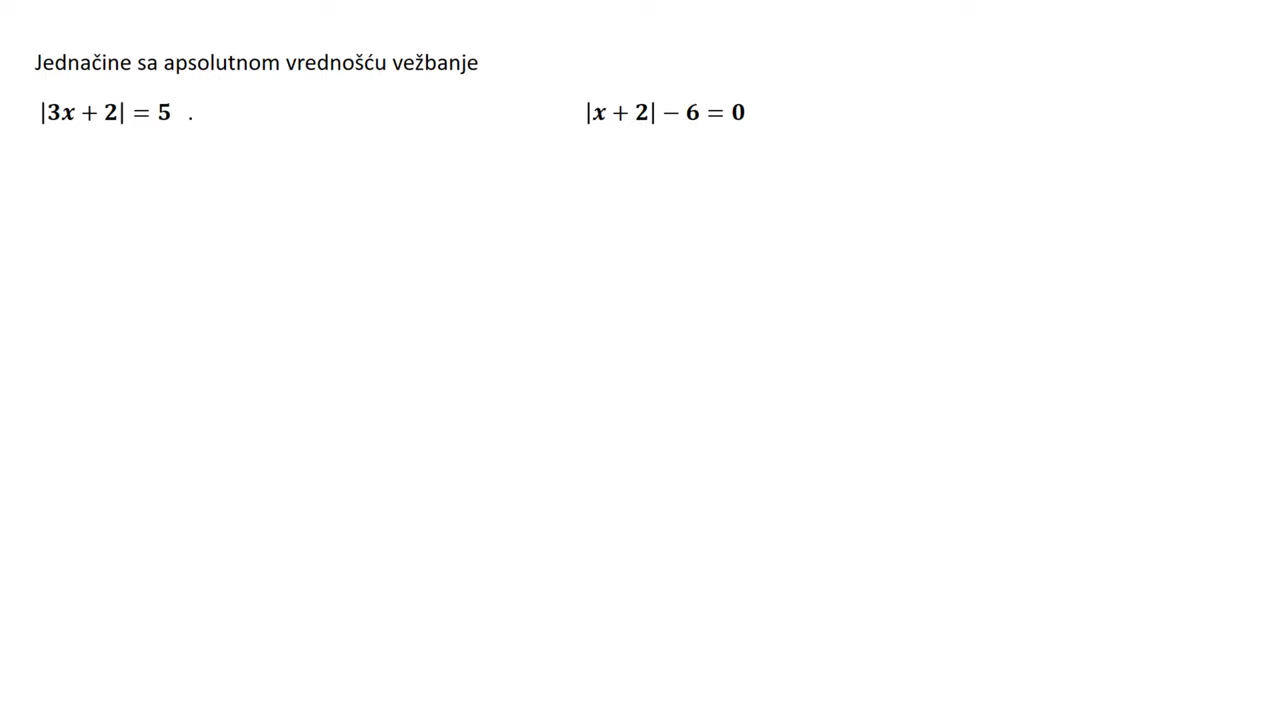 Jednačine sa apsolutnom vrednošću vežbanje
|3x + 2| = 5 . |x + 2| − 6 = 0